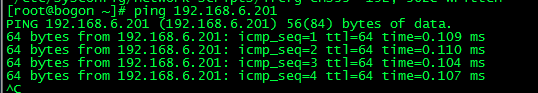 [root@bogon ~]# ping 192.168.6.201
PING 192.168.6.201 (192.168.6.201) 56(84) bytes of data.
64 bytes from 192.168.6.201: icmp_seq=1 ttl=64 time=0.109 ms
64 bytes from 192.168.6.201: icmp_seq=2 ttl=64 time=0.110 ms
64 bytes from 192.168.6.201: icmp_seq=3 ttl=64 time=0.104 ms
64 bytes from 192.168.6.201: icmp_seq=4 ttl=64 time=0.107 ms
^C